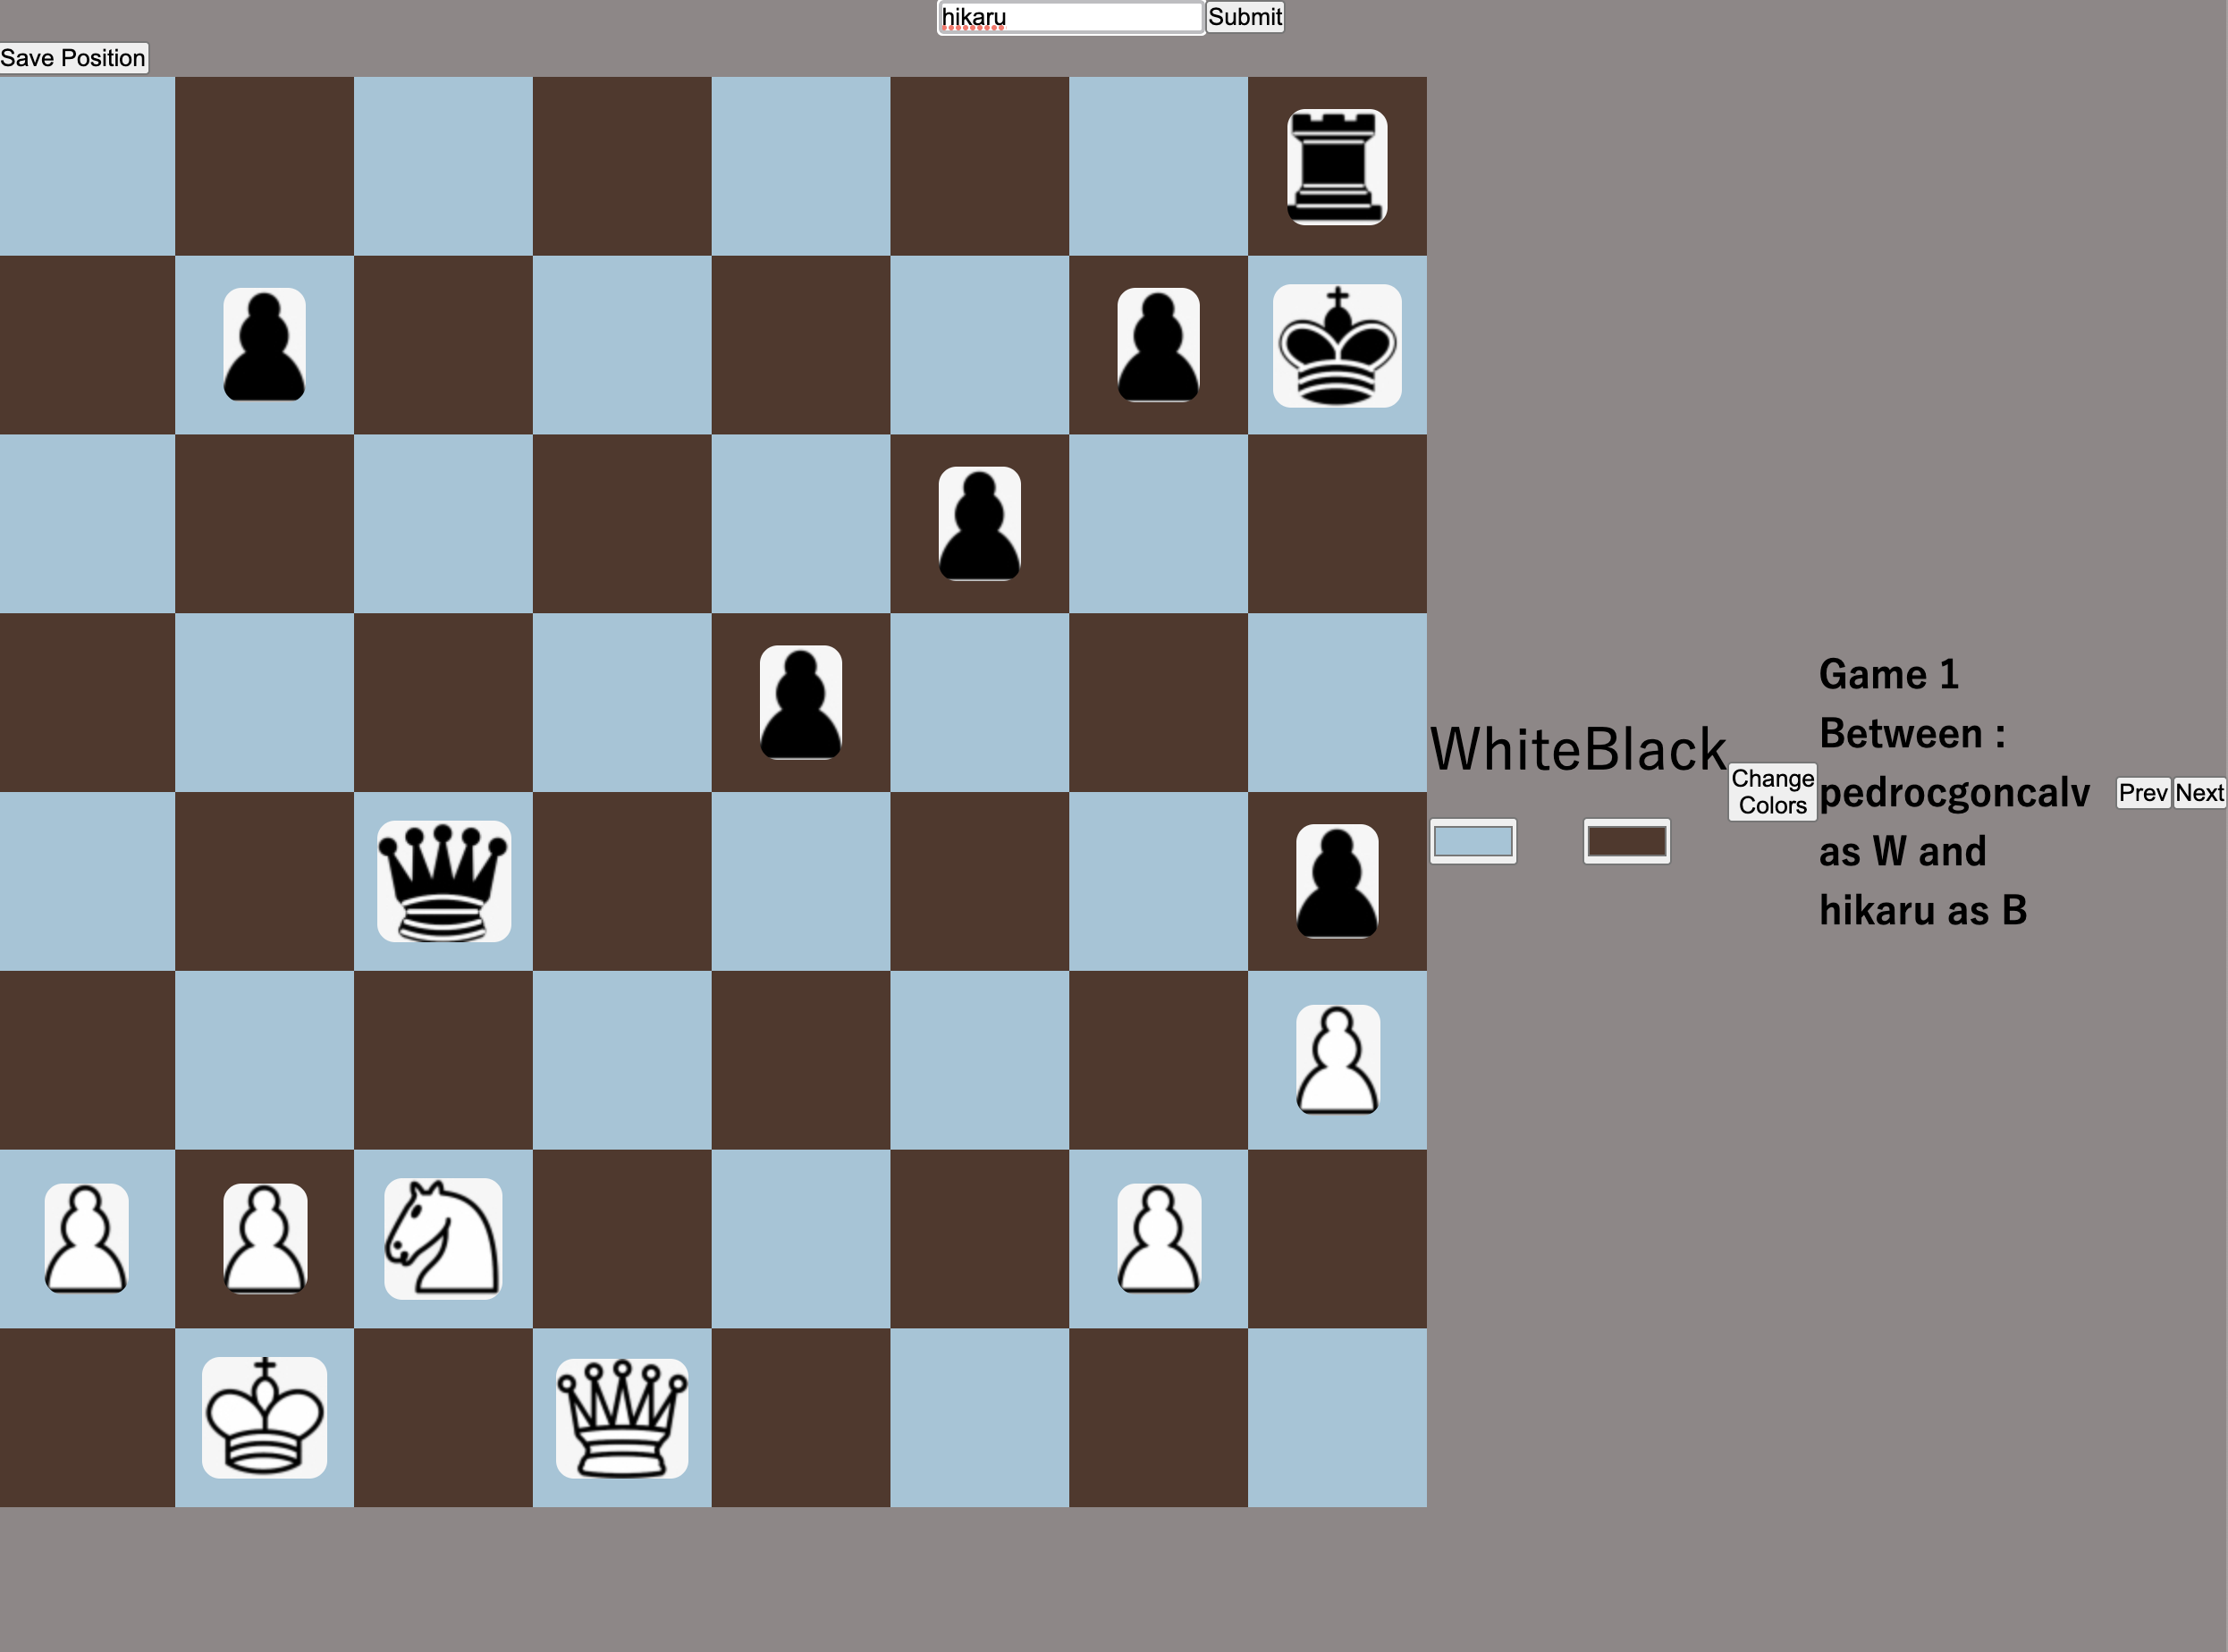 hikaru
Submit
Save Position
WhiteBlack
Change
Colors
Game 1
Between :
pedrocgoncalv
as W and
hikaru as B
Prev
Next